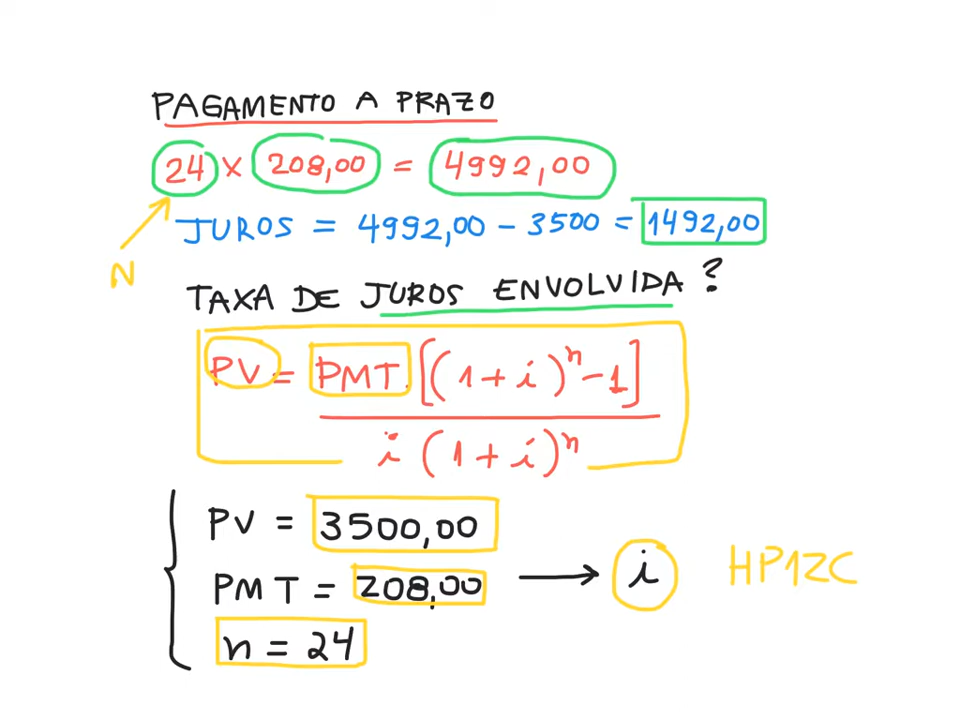 PAGAMENTO A PRAZO
24 × 208,00 = 4992,00
JUROS = 4992,00 - 3500 = 1492,00
N
TAXA DE JUROS ENVOLVIDA ?
PV = PMT. [(1+i)^n - 1]
i (1+i)^n
PV = 3500,00
PMT = 208,00 → i HP12C
n = 24